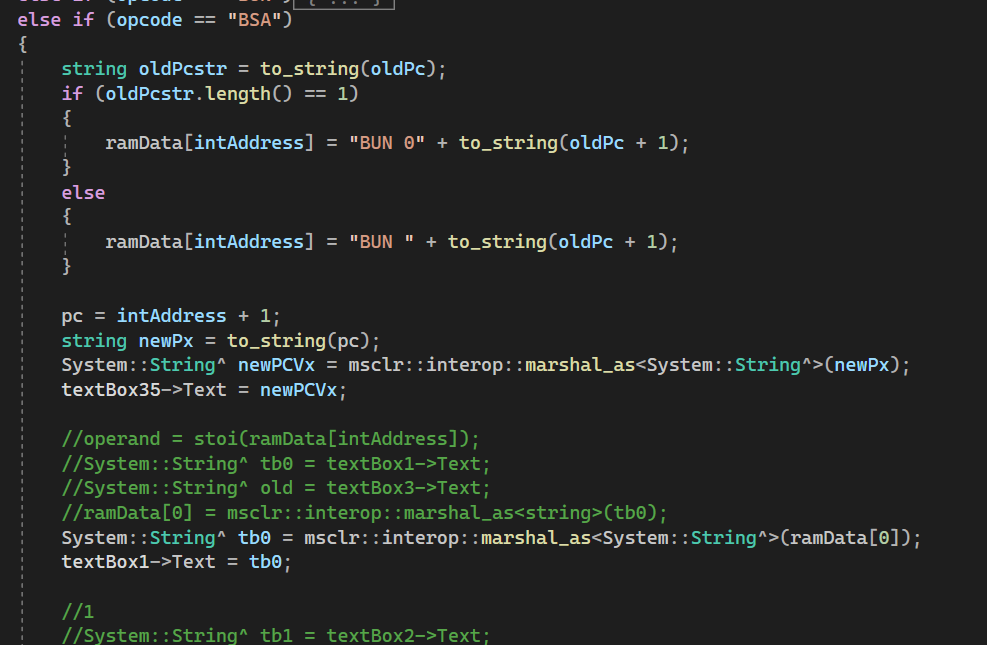 else if (opcode == "BSA")
{
    string oldPcstr = to_string(oldPc);
    if (oldPcstr.length() == 1)
    {
        ramData[intAddress] = "BUN 0" + to_string(oldPc + 1);
    }
    else
    {
        ramData[intAddress] = "BUN " + to_string(oldPc + 1);
    }

    pc = intAddress + 1;
    string newPx = to_string(pc);
    System::String^ newPCVx = msclr::interop::marshal_as<System::String^>(newPx);
    textBox35->Text = newPCVx;

    //operand = stoi(ramData[intAddress]);
    //System::String^ tb0 = textBox1->Text;
    //System::String^ old = textBox3->Text;
    //ramData[0] = msclr::interop::marshal_as<string>(tb0);
    System::String^ tb0 = msclr::interop::marshal_as<System::String^>(ramData[0]);
    textBox1->Text = tb0;

    //1
    //System::String^ tb1 = textBox2->Text;